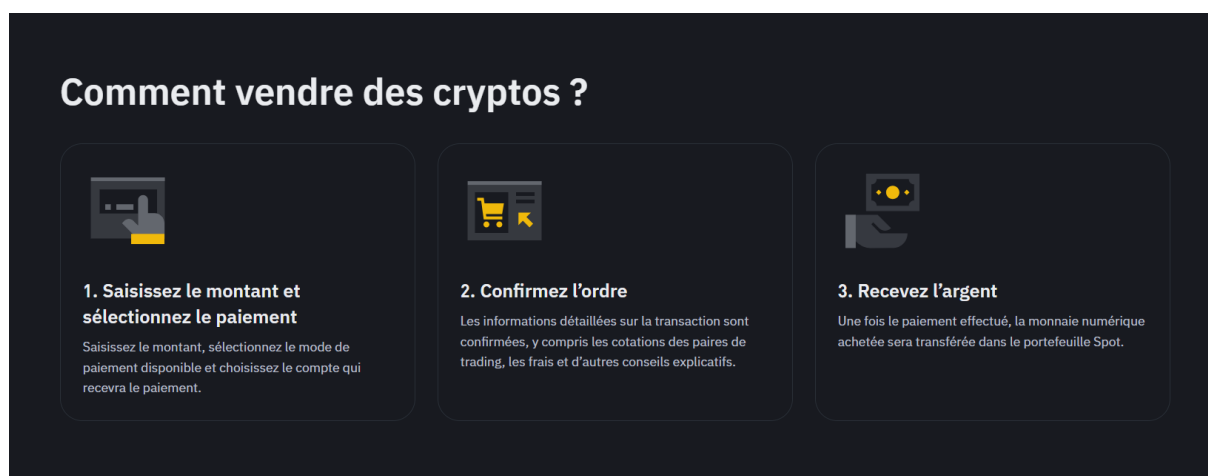 Comment vendre des cryptos ?
1. Saisissez le montant et
sélectionnez le paiement
Saisissez le montant, sélectionnez le mode de
paiement disponible et choisissez le compte qui
recevra le paiement.
2. Confirmez l’ordre
Les informations détaillées sur la transaction sont
confirmées, y compris les cotations des paires de
trading, les frais et d’autres conseils explicatifs.
3. Recevez l’argent
Une fois le paiement effectué, la monnaie numérique
achetée sera transférée dans le portefeuille Spot.